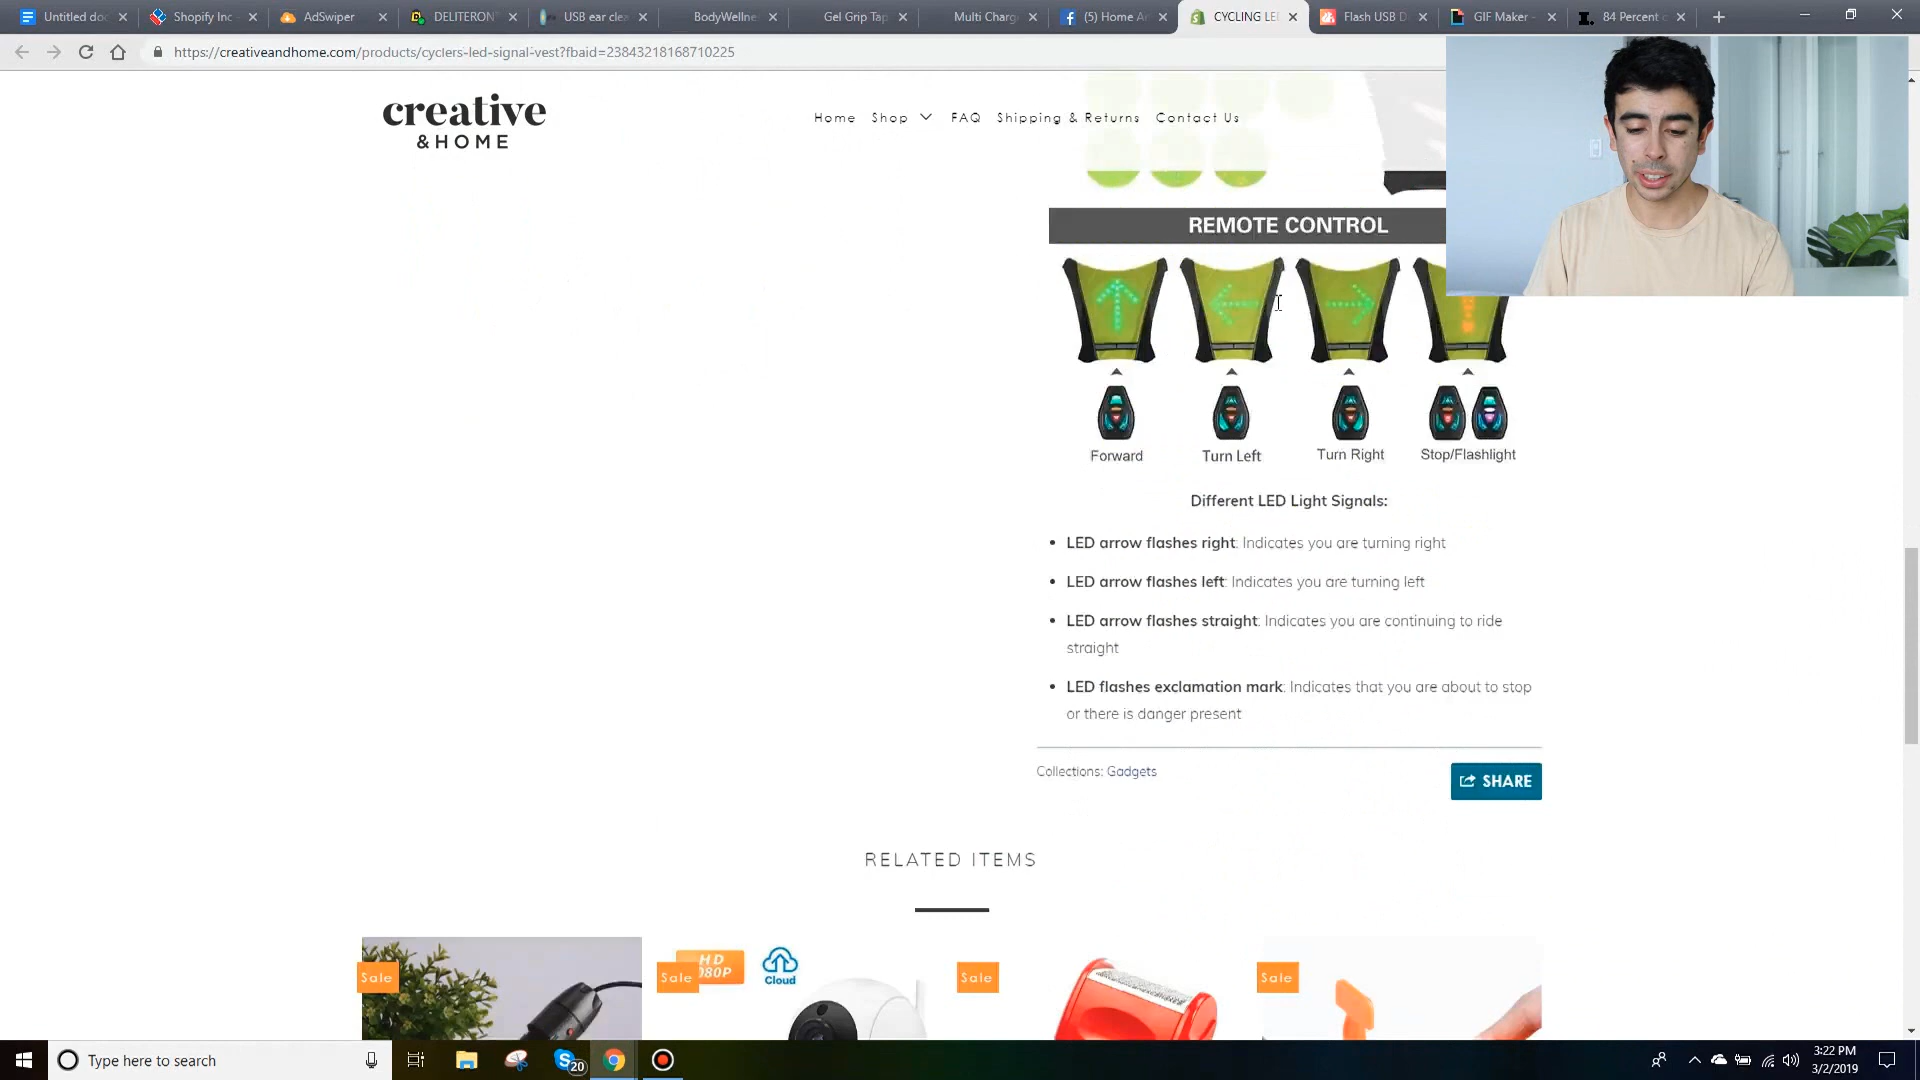 Untitled doc
Shopify Inc
AdSwiper
DELITERON
USB ear clea
BodyWellne
Gel Grip Tap
Multi Charg
(5) Home A
CYCLING LE
Flash USB D
GIF Maker -
84 Percent
https://creativeandhome.com/products/cyclers-led-signal-vest?fbaid=23843218168710225
creative
& HOME
Home Shop FAQ Shipping & Returns Contact Us
REMOTE CONTROL
Forward Turn Left Turn Right Stop/Flashlight
Different LED Light Signals:
• LED arrow flashes right: Indicates you are turning right
• LED arrow flashes left: Indicates you are turning left
• LED arrow flashes straight: Indicates you are continuing to ride
straight
• LED flashes exclamation mark: Indicates that you are about to stop
or there is danger present
Collections: Gadgets
SHARE
RELATED ITEMS
Sale
Sale
HD
080P
Cloud
Sale
Sale
Type here to search
20
3:22 PM
3/2/2019